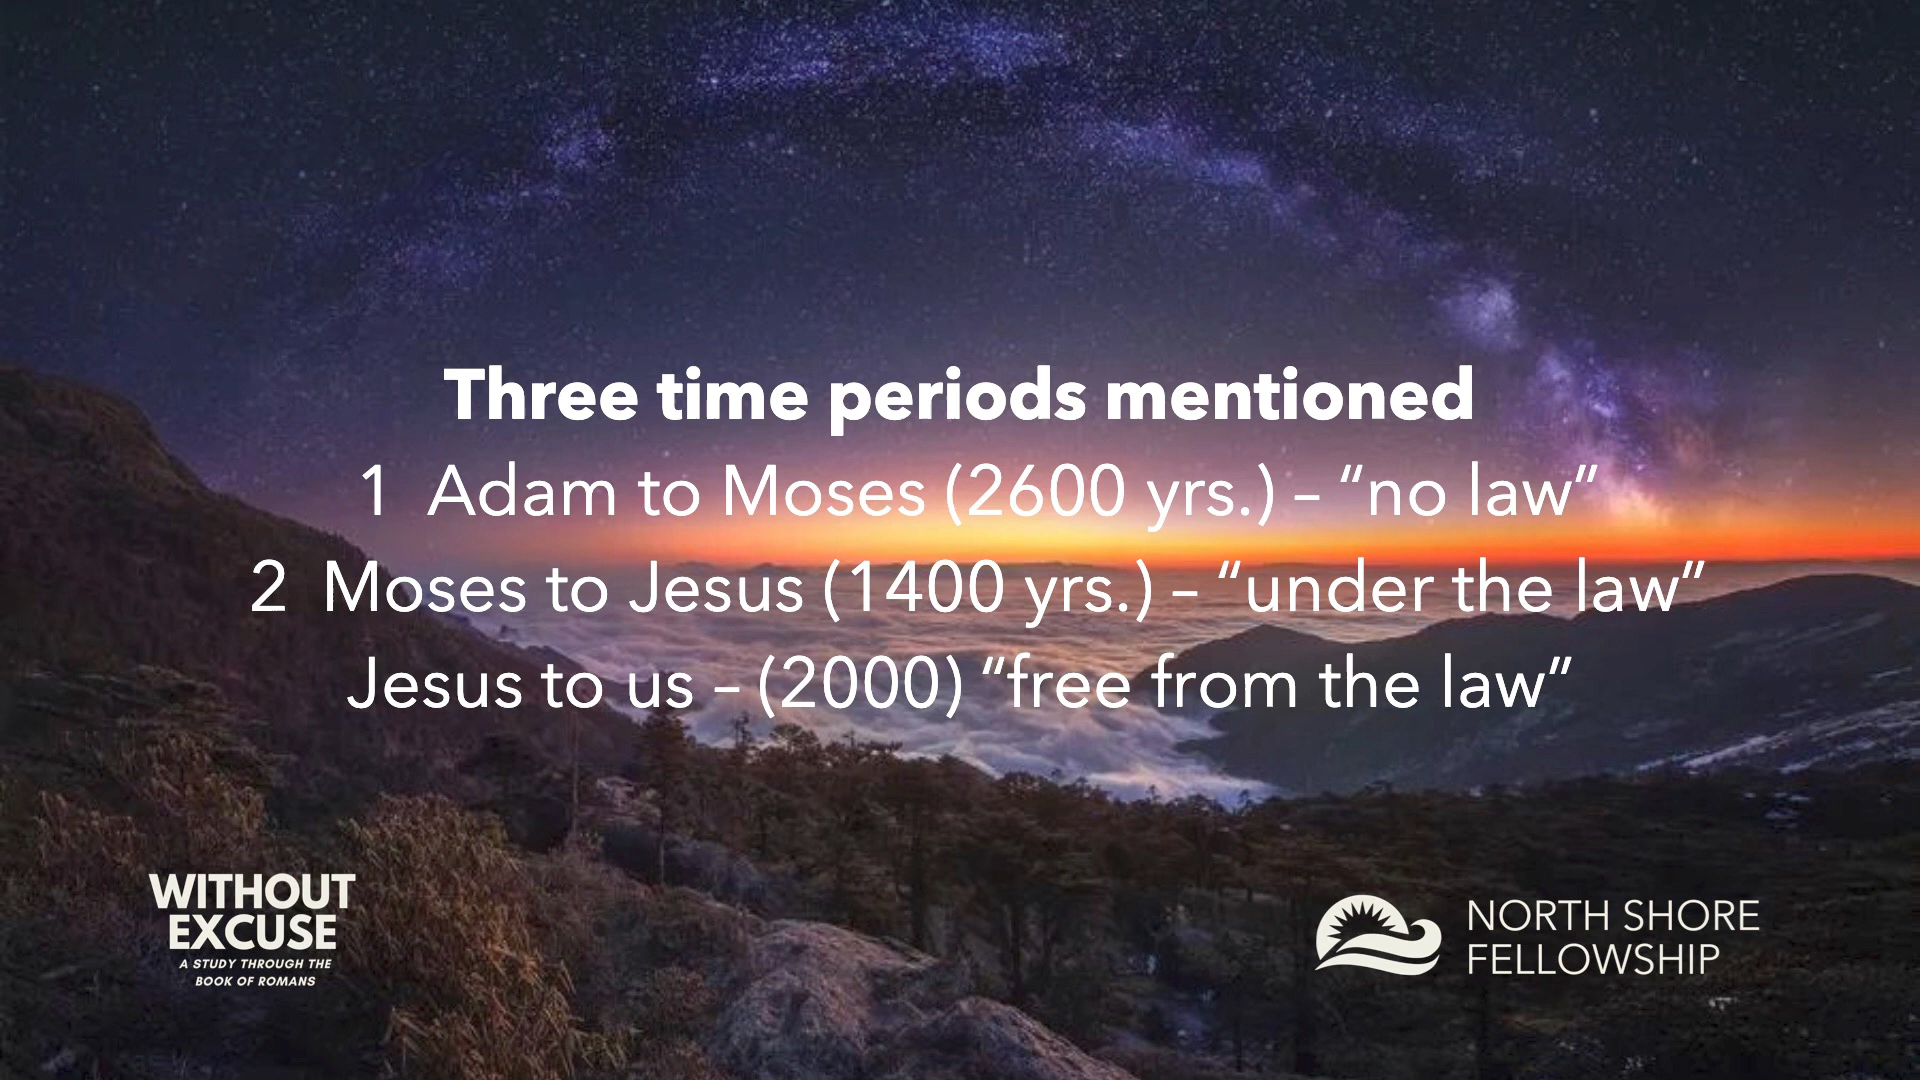 Three time periods mentioned
1  Adam to Moses (2600 yrs.) – “no law”
2  Moses to Jesus (1400 yrs.) –  “under the law”
Jesus to us – (2000) “free from the law”
WITHOUT
EXCUSE
A STUDY THROUGH THE
BOOK OF ROMANS
NORTH SHORE
FELLOWSHIP